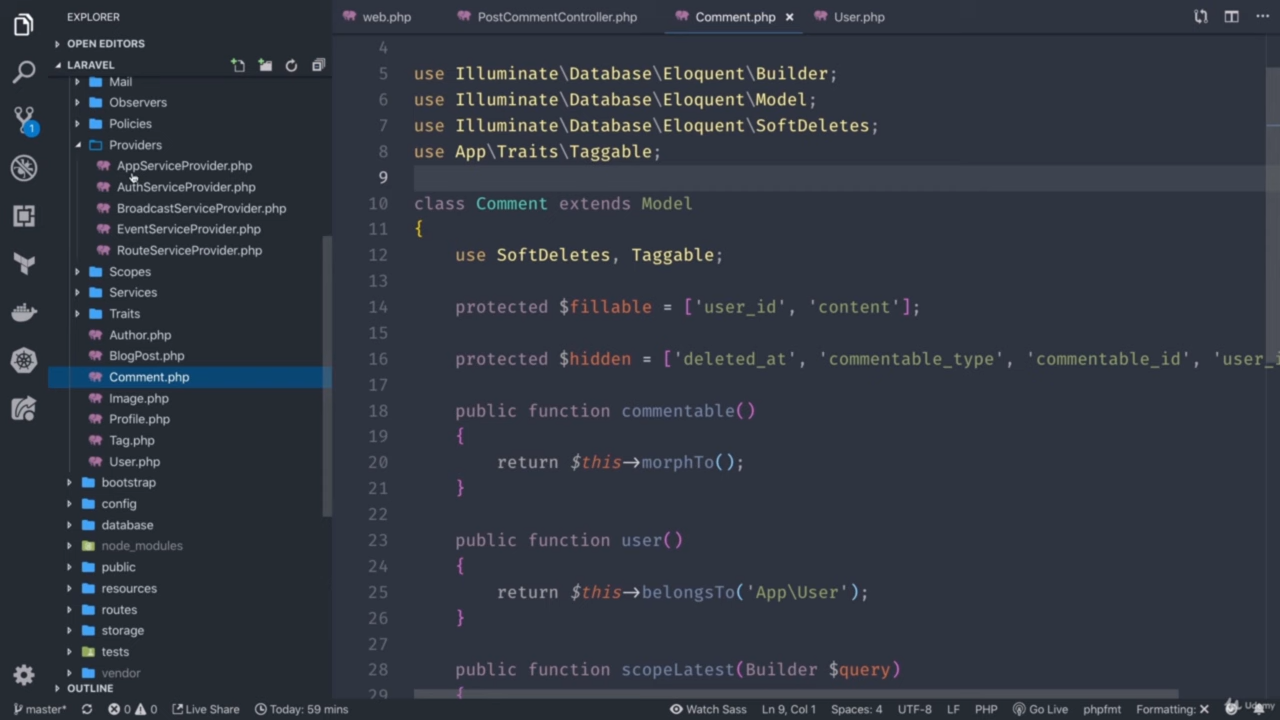 EXPLORER
web.php
PostCommentController.php
Comment.php ×
User.php
OPEN EDITORS
LARAVEL
Mail
Observers
Policies
Providers
AppServiceProvider.php
AuthServiceProvider.php
BroadcastServiceProvider.php
EventServiceProvider.php
RouteServiceProvider.php
Scopes
Services
Traits
Author.php
BlogPost.php
Comment.php
Image.php
Profile.php
Tag.php
User.php
bootstrap
config
database
node_modules
public
resources
routes
storage
tests
vendor
OUTLINE
1
4
5 use Illuminate\Database\Eloquent\Builder;
6 use Illuminate\Database\Eloquent\Model;
7 use Illuminate\Database\Eloquent\SoftDeletes;
8 use App\Traits\Taggable;
9
10 class Comment extends Model
11 {
12 use SoftDeletes, Taggable;
13
14 protected $fillable = ['user_id', 'content'];
15
16 protected $hidden = ['deleted_at', 'commentable_type', 'commentable_id', 'user_i
17
18 public function commentable()
19 {
20 return $this→morphTo();
21 }
22
23 public function user()
24 {
25 return $this→belongsTo('App\User');
26 }
27
28 public function scopeLatest(Builder $query)
29 {
master* 0 0 Live Share Today: 59 mins Watch Sass Ln 9, Col 1 Spaces: 4 UTF-8 LF PHP Go Live phpfmt Formatting: ×
Udemy